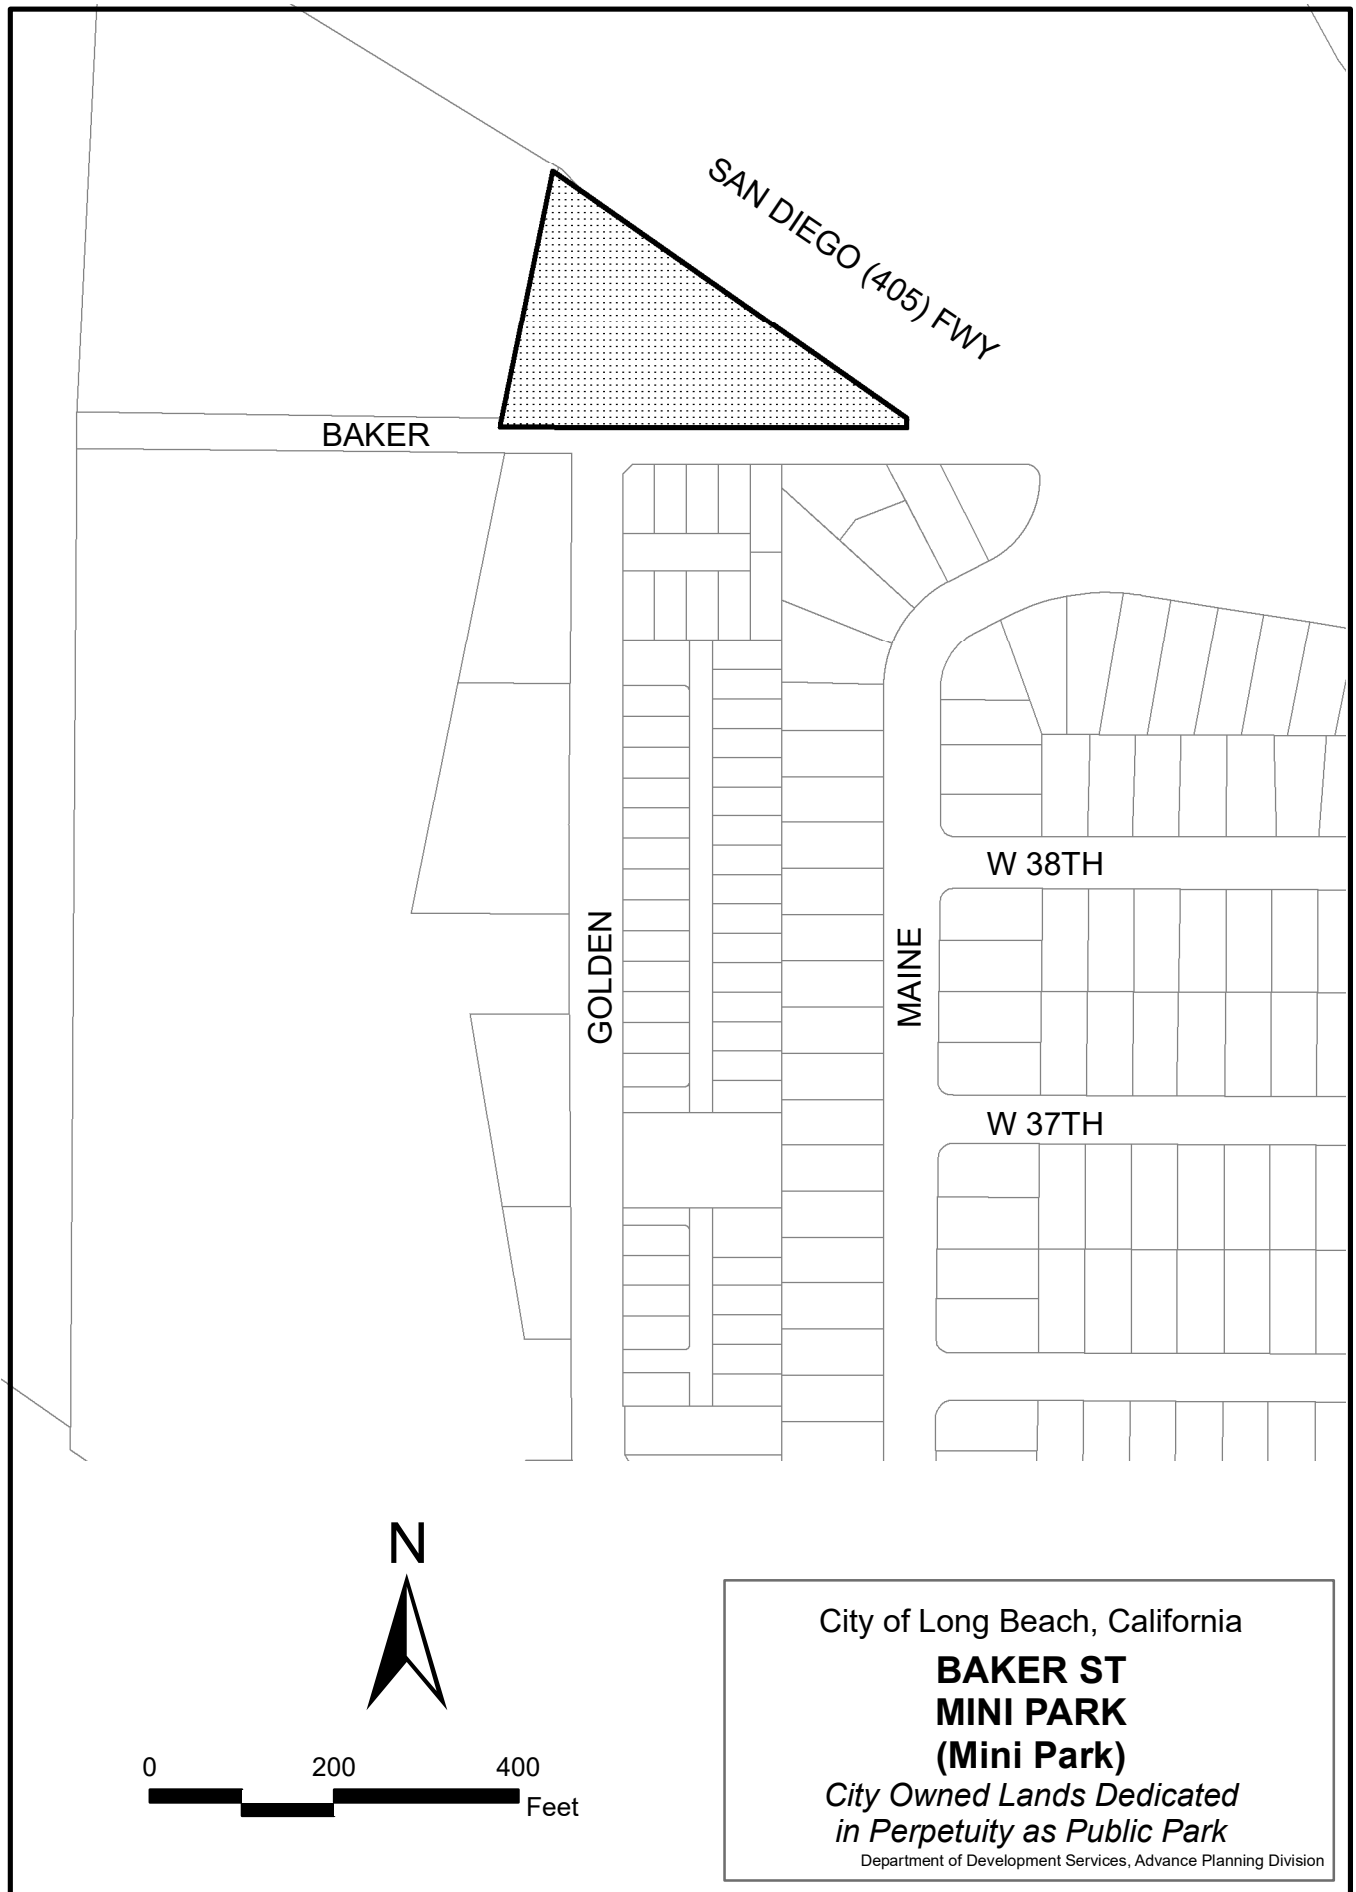 SAN DIEGO (405) FWY
BAKER
W 38TH
GOLDEN
MAINE
W 37TH
N
0 200 400
Feet
City of Long Beach, California
BAKER ST
MINI PARK
(Mini Park)
City Owned Lands Dedicated
in Perpetuity as Public Park
Department of Development Services, Advance Planning Division